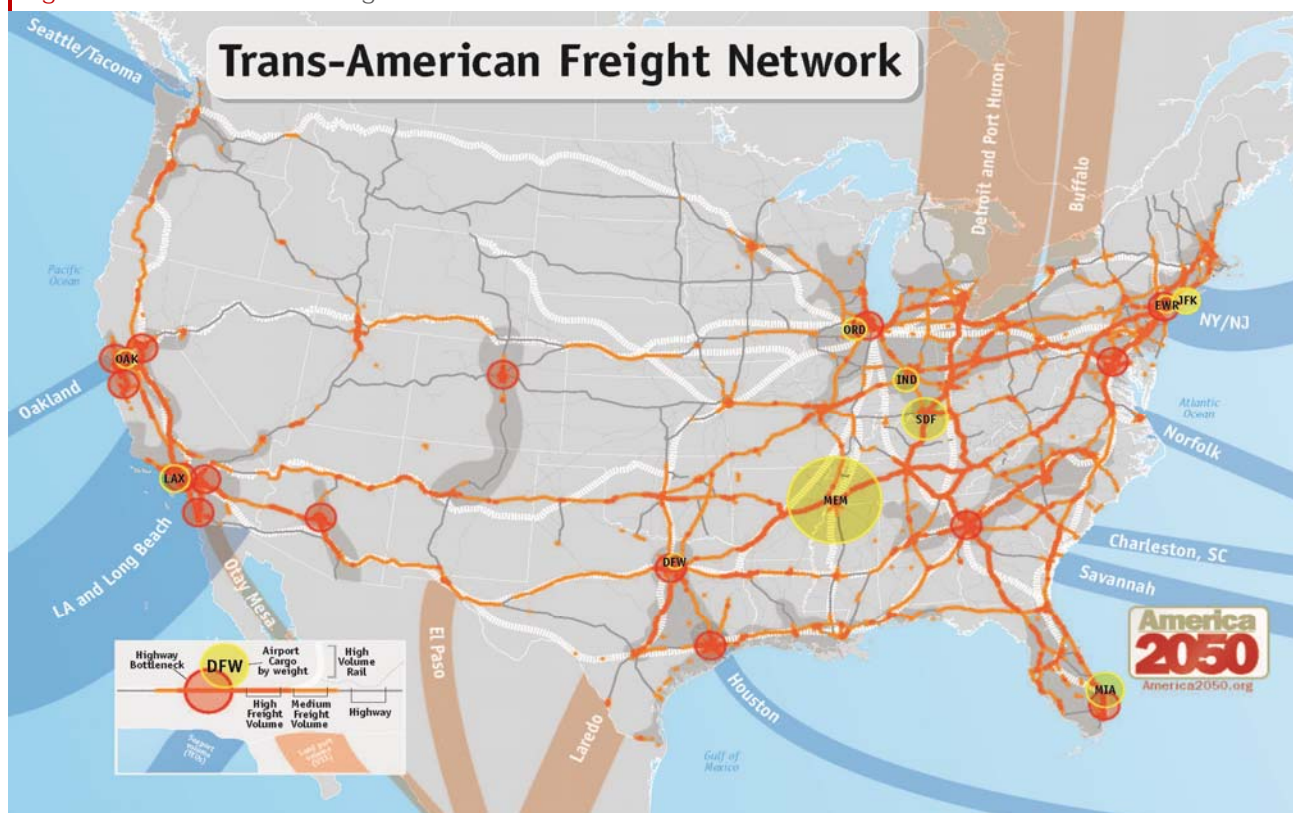 Trans-American Freight Network
Seattle/Tacoma
Detroit and Port Huron
Buffalo
Pacific
Ocean
ORD
EWR
JFK
NY/NJ
OAK
Oakland
IND
SDF
Atlantic
Ocean
Norfolk
LAX
MEM
LA and Long Beach
DFW
Charleston, SC
Savannah
Otay Mesa
El Paso
Laredo
Houston
Gulf of
Mexico
MIA
America
2050
America2050.org
Highway
Bottleneck
DFW
Airport
Cargo
by weight
High
Volume
Rail
High
Freight
Volume
Medium
Freight
Volume
Highway
volume